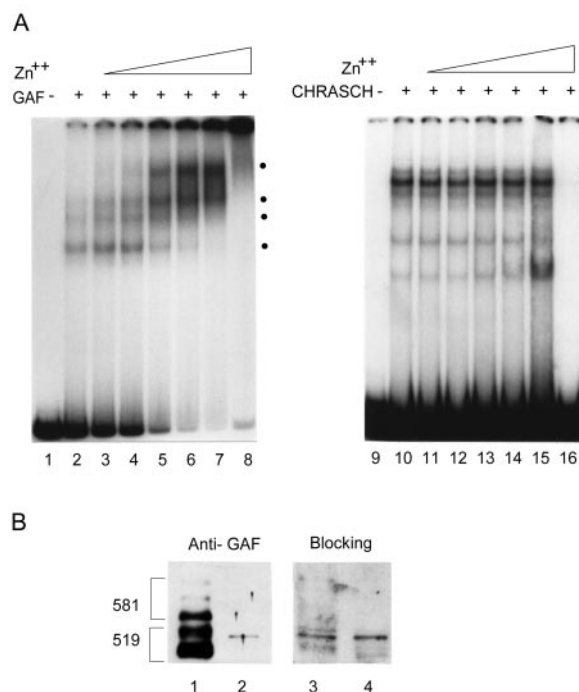 A
Zn++
GAF - + + + + + + +
1 2 3 4 5 6 7 8
Zn++
CHRASCH - + + + + + + +
9 10 11 12 13 14 15 16
B
Anti- GAF
Blocking
581
519
1 2 3 4